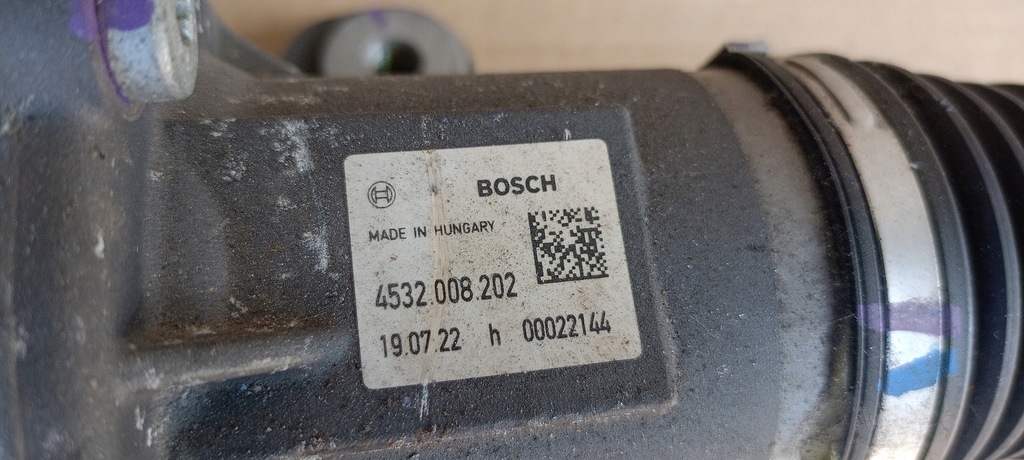 BOSCH
MADE IN HUNGARY
4532.008.202
19.07.22 h 00022144